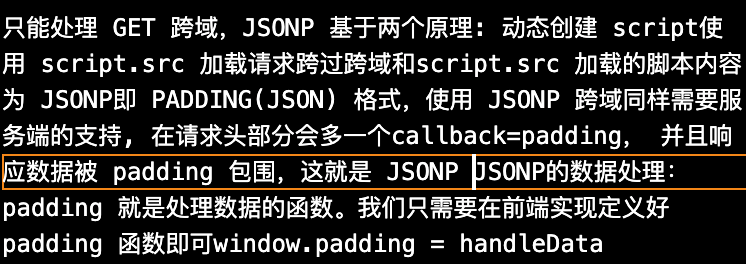 只能处理 GET 跨域，JSONP 基于两个原理: 动态创建 script使
用 script.src 加载请求跨过跨域和script.src 加载的脚本内容
为 JSONP即 PADDING(JSON) 格式，使用 JSONP 跨域同样需要服
务端的支持, 在请求头部分会多一个callback=padding， 并且响
应数据被 padding 包围，这就是 JSONP JSONP的数据处理：
padding 就是处理数据的函数。我们只需要在前端实现定义好
padding 函数即可window.padding = handleData